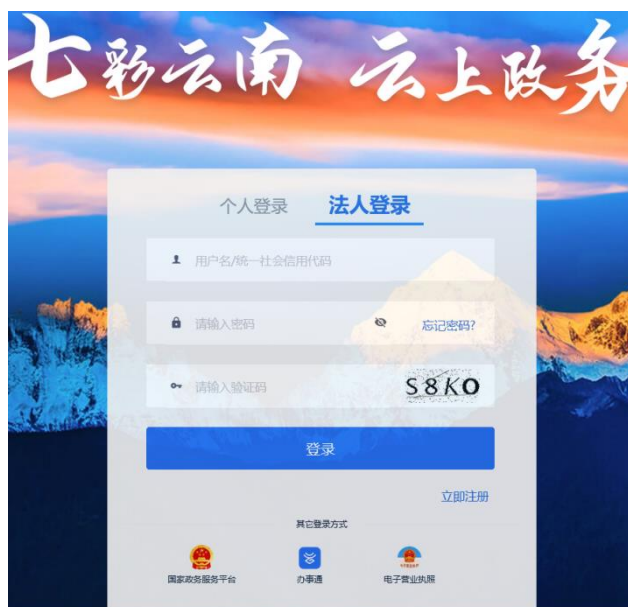 七彩云南 云上政务
个人登录 法人登录
用户名/统一社会信用代码
请输入密码 忘记密码?
请输入验证码 S8KO
登录
立即注册
其它登录方式
国家政务服务平台 办事通 电子营业执照